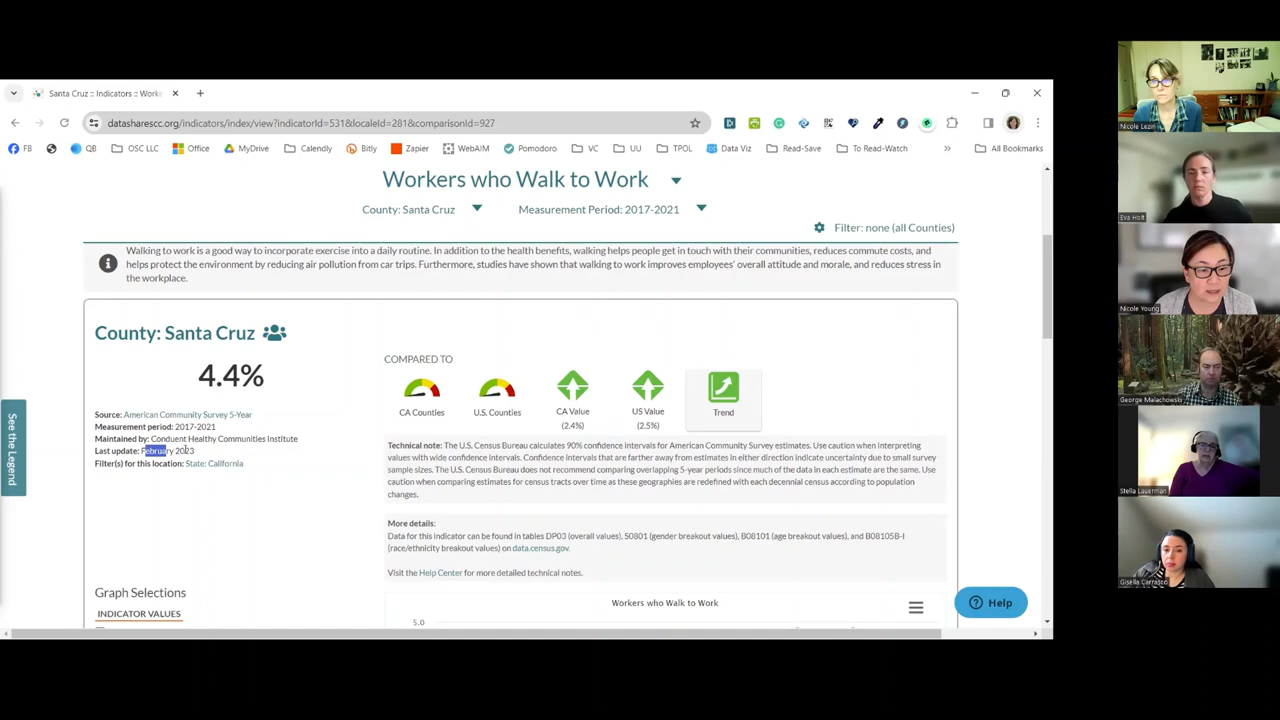 Santa Cruz :: Indicators :: Worke
datasharescc.org/indicators/index/view?indicatorId=531&localeId=281&comparisonId=927
FB
QB
OSC LLC
Office
MyDrive
Calendly
Bitly
Zapier
WebAIM
Pomodoro
VC
UU
TPOL
Data Viz
Read-Save
To Read-Watch
All Bookmarks
Workers who Walk to Work
County: Santa Cruz
Measurement Period: 2017-2021
Filter: none (all Counties)
Walking to work is a good way to incorporate exercise into a daily routine. In addition to the health benefits, walking helps people get in touch with their communities, reduces commute costs, and
helps protect the environment by reducing air pollution from car trips. Furthermore, studies have shown that walking to work improves employees' overall attitude and morale, and reduces stress in
the workplace.
County: Santa Cruz
4.4%
Source: American Community Survey 5-Year
Measurement period: 2017-2021
Maintained by: Conduent Healthy Communities Institute
Last update: February 2023
Filter(s) for this location: State: California
COMPARED TO
CA Counties
U.S. Counties
CA Value
(2.4%)
US Value
(2.5%)
Trend
Technical note: The U.S. Census Bureau calculates 90% confidence intervals for American Community Survey estimates. Use caution when interpreting
values with wide confidence intervals. Confidence intervals that are farther away from estimates in either direction indicate uncertainty due to small survey
sample sizes. The U.S. Census Bureau does not recommend comparing overlapping 5-year periods since much of the data in each estimate are the same. Use
caution when comparing estimates for census tracts over time as these geographies are redefined with each decennial census according to population
changes.
More details:
Data for this indicator can be found in tables DP03 (overall values), S0801 (gender breakout values), B08101 (age breakout values), and B08105B-I
(race/ethnicity breakout values) on data.census.gov.
Visit the Help Center for more detailed technical notes.
Graph Selections
INDICATOR VALUES
Workers who Walk to Work
5.0
See the Legend
Help
Nicole Lezin
Eva Holt
Nicole Young
George Malachowski
Stella Lauerman
Gisella Carrasco